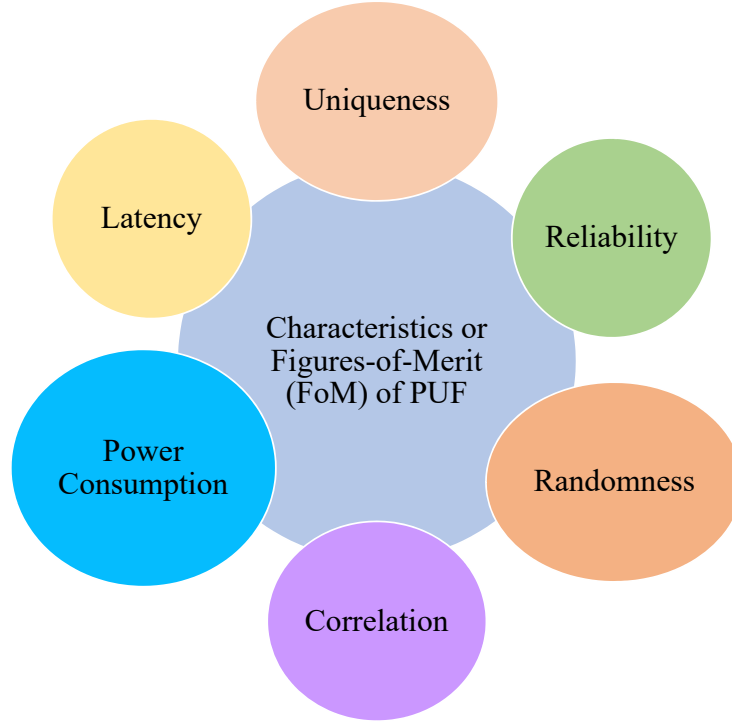 Uniqueness
Latency
Reliability
Characteristics or
Figures-of-Merit
(FoM) of PUF
Power
Consumption
Randomness
Correlation